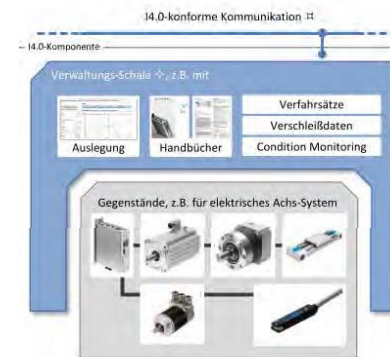 I4.0-konforme Kommunikation
I4.0-Komponente
Verwaltungs-Schale, z.B. mit
Auslegung
Handbücher
Verfahrsätze
Verschleißdaten
Condition Monitoring
Gegenstände, z.B. für elektrisches Achs-System